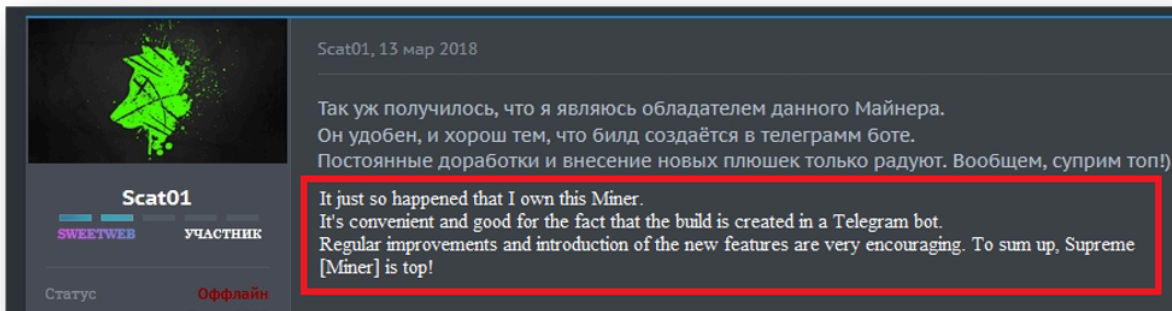 Scat01, 13 мар 2018
Так уж получилось, что я являюсь обладателем данного Майнера.
Он удобен, и хорош тем, что билд создаётся в телеграмм боте.
Постоянные доработки и внесение новых плюшек только радуют. Вообщем, суприм топ!)
Scat01
SWEETWEB УЧАСТНИК
Статус Оффлайн
It just so happened that I own this Miner.
It's convenient and good for the fact that the build is created in a Telegram bot.
Regular improvements and introduction of the new features are very encouraging. To sum up, Supreme
[Miner] is top!